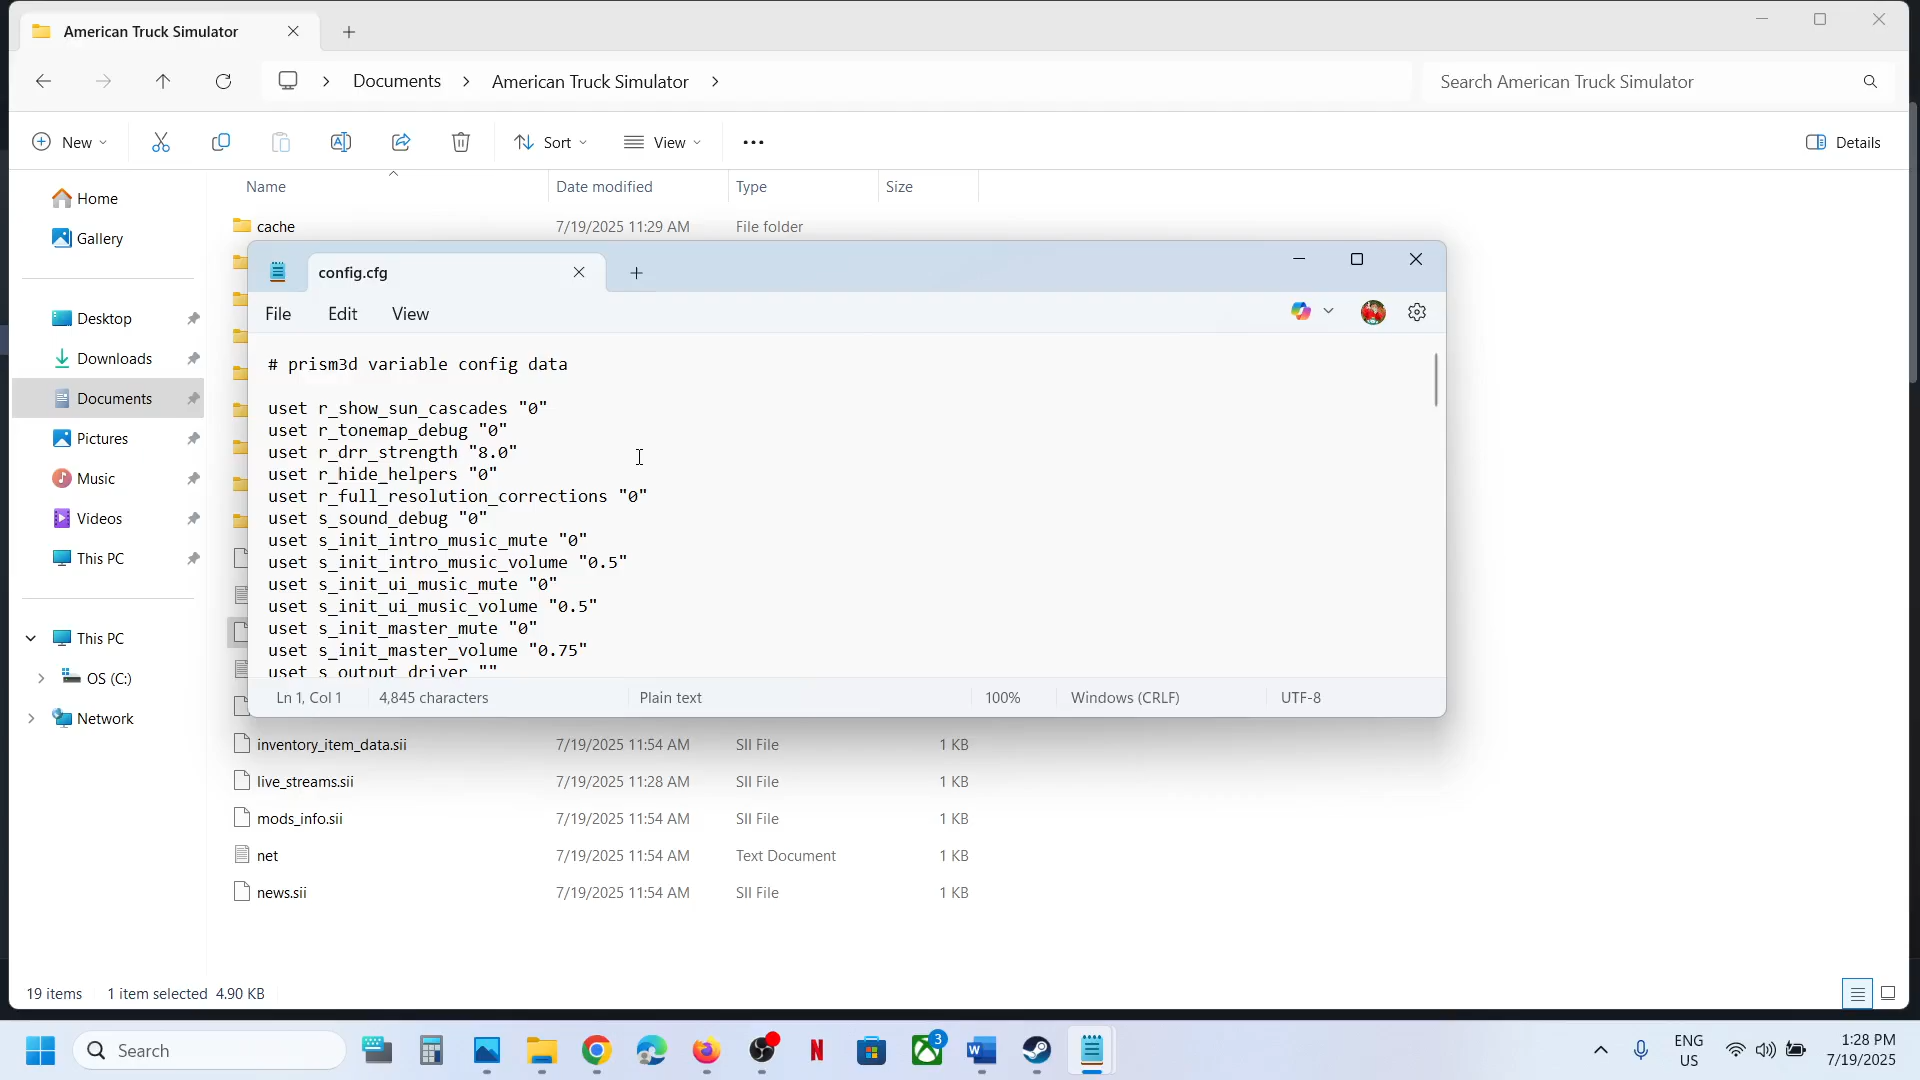 American Truck Simulator
Documents
American Truck Simulator
Search American Truck Simulator
New
Sort
View
Details
Home
Gallery
Desktop
Downloads
Documents
Pictures
Music
Videos
This PC
This PC
OS (C:)
Network
Name
Date modified
Type
Size
cache 7/19/2025 11:29 AM File folder
config.cfg
File
Edit
View
# prism3d variable config data
uset r_show_sun_cascades "0"
uset r_tonemap_debug "0"
uset r_drr_strength "8.0"
uset r_hide_helpers "0"
uset r_full_resolution_corrections "0"
uset s_sound_debug "0"
uset s_init_intro_music_mute "0"
uset s_init_intro_music_volume "0.5"
uset s_init_ui_music_mute "0"
uset s_init_ui_music_volume "0.5"
uset s_init_master_mute "0"
uset s_init_master_volume "0.75"
uset s_output_driver ""
Ln 1, Col 1
4,845 characters
Plain text
100%
Windows (CRLF)
UTF-8
inventory_item_data.sii 7/19/2025 11:54 AM SII File 1 KB
live_streams.sii 7/19/2025 11:28 AM SII File 1 KB
mods_info.sii 7/19/2025 11:54 AM SII File 1 KB
net 7/19/2025 11:54 AM Text Document 1 KB
news.sii 7/19/2025 11:54 AM SII File 1 KB
19 items
1 item selected 4.90 KB
Search
3
ENG
US
1:28 PM
7/19/2025